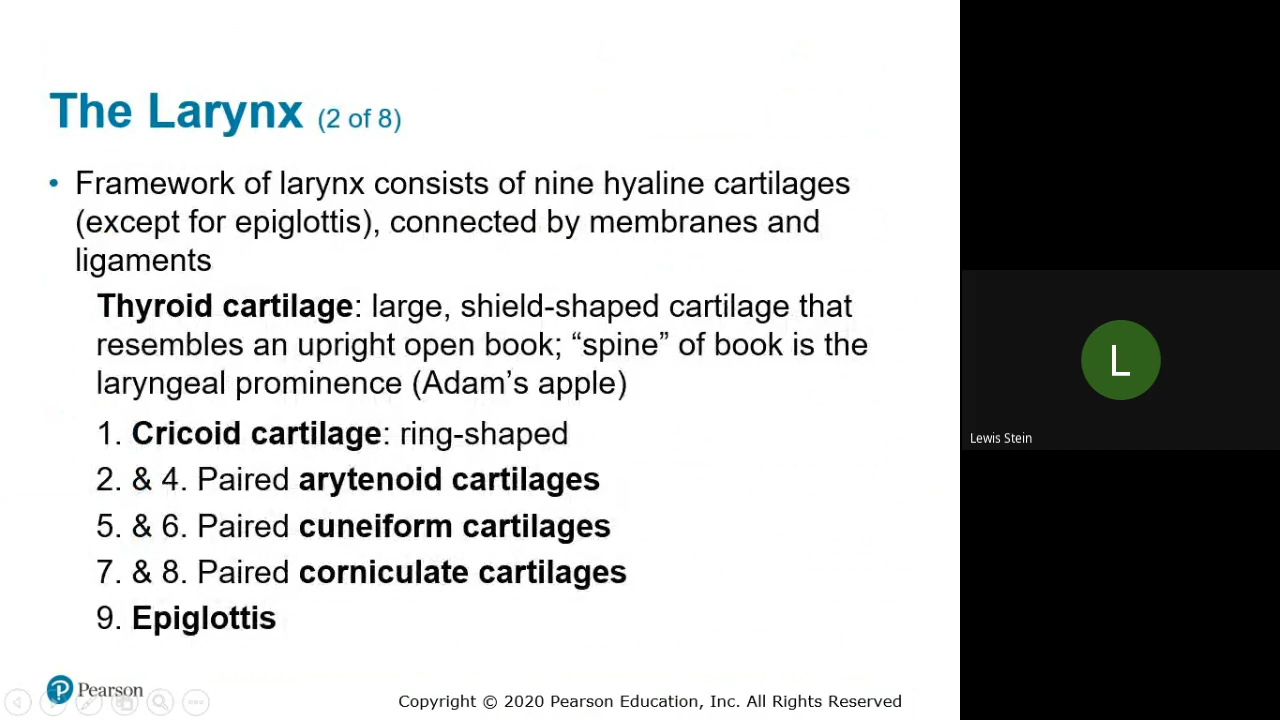 The Larynx (2 of 8)
• Framework of larynx consists of nine hyaline cartilages
(except for epiglottis), connected by membranes and
ligaments
Thyroid cartilage: large, shield-shaped cartilage that
resembles an upright open book; “spine” of book is the
laryngeal prominence (Adam’s apple)
1. Cricoid cartilage: ring-shaped
2. & 4. Paired arytenoid cartilages
5. & 6. Paired cuneiform cartilages
7. & 8. Paired corniculate cartilages
9. Epiglottis
P Pearson
Copyright © 2020 Pearson Education, Inc. All Rights Reserved
L
Lewis Stein